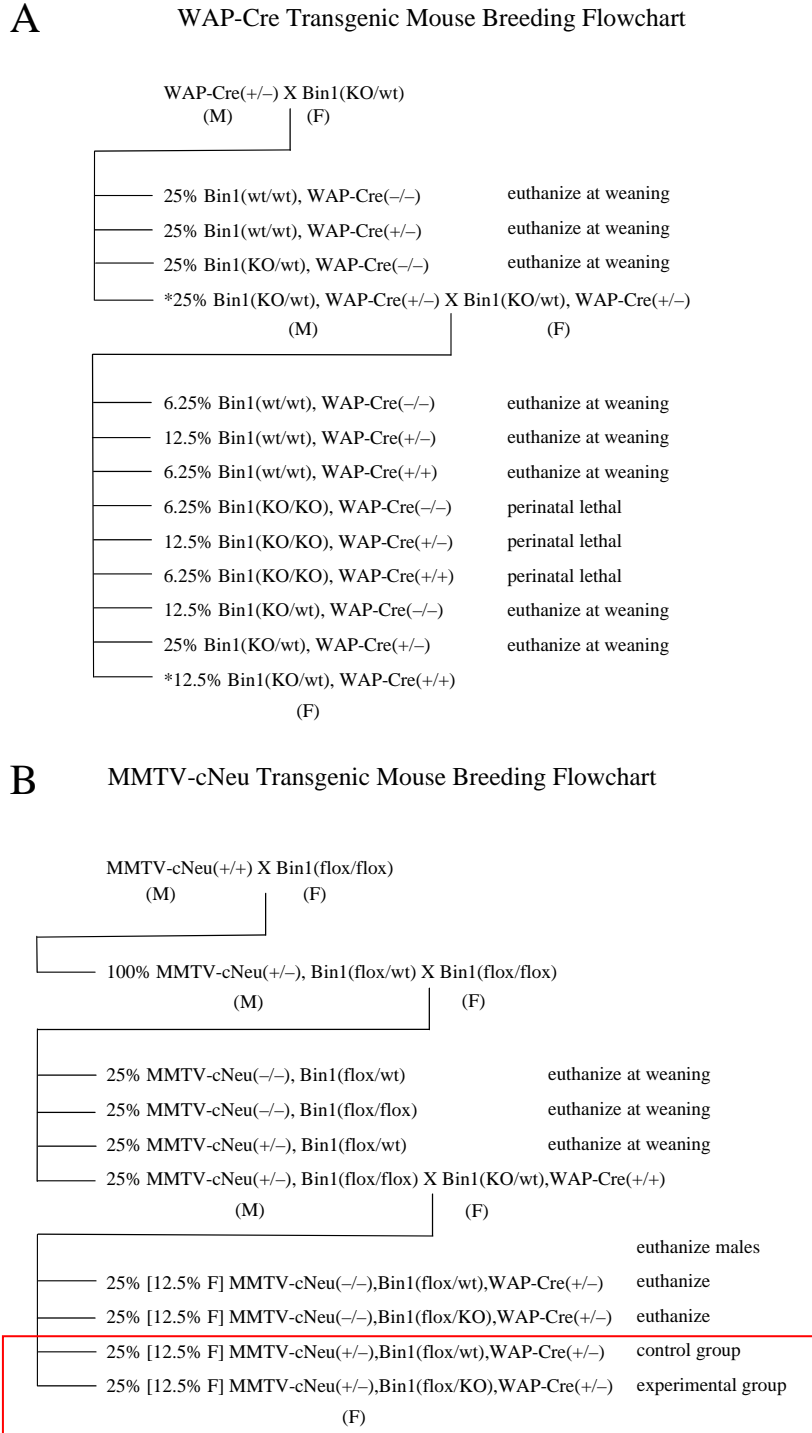 A WAP-Cre Transgenic Mouse Breeding Flowchart
WAP-Cre(+/–) X Bin1(KO/wt)
(M) (F)
25% Bin1(wt/wt), WAP-Cre(–/–) euthanize at weaning
25% Bin1(wt/wt), WAP-Cre(+/–) euthanize at weaning
25% Bin1(KO/wt), WAP-Cre(–/–) euthanize at weaning
*25% Bin1(KO/wt), WAP-Cre(+/–) X Bin1(KO/wt), WAP-Cre(+/–)
(M) (F)
6.25% Bin1(wt/wt), WAP-Cre(–/–) euthanize at weaning
12.5% Bin1(wt/wt), WAP-Cre(+/–) euthanize at weaning
6.25% Bin1(wt/wt), WAP-Cre(+/+) euthanize at weaning
6.25% Bin1(KO/KO), WAP-Cre(–/–) perinatal lethal
12.5% Bin1(KO/KO), WAP-Cre(+/–) perinatal lethal
6.25% Bin1(KO/KO), WAP-Cre(+/+) perinatal lethal
12.5% Bin1(KO/wt), WAP-Cre(–/–) euthanize at weaning
25% Bin1(KO/wt), WAP-Cre(+/–) euthanize at weaning
*12.5% Bin1(KO/wt), WAP-Cre(+/+)
(F)
B MMTV-cNeu Transgenic Mouse Breeding Flowchart
MMTV-cNeu(+/+) X Bin1(flox/flox)
(M) (F)
100% MMTV-cNeu(+/–), Bin1(flox/wt) X Bin1(flox/flox)
(M) (F)
25% MMTV-cNeu(–/–), Bin1(flox/wt) euthanize at weaning
25% MMTV-cNeu(–/–), Bin1(flox/flox) euthanize at weaning
25% MMTV-cNeu(+/–), Bin1(flox/wt) euthanize at weaning
25% MMTV-cNeu(+/–), Bin1(flox/flox) X Bin1(KO/wt),WAP-Cre(+/+)
(M) (F)
euthanize males
25% [12.5% F] MMTV-cNeu(–/–),Bin1(flox/wt),WAP-Cre(+/–) euthanize
25% [12.5% F] MMTV-cNeu(–/–),Bin1(flox/KO),WAP-Cre(+/–) euthanize
25% [12.5% F] MMTV-cNeu(+/–),Bin1(flox/wt),WAP-Cre(+/–) control group
25% [12.5% F] MMTV-cNeu(+/–),Bin1(flox/KO),WAP-Cre(+/–) experimental group
(F)